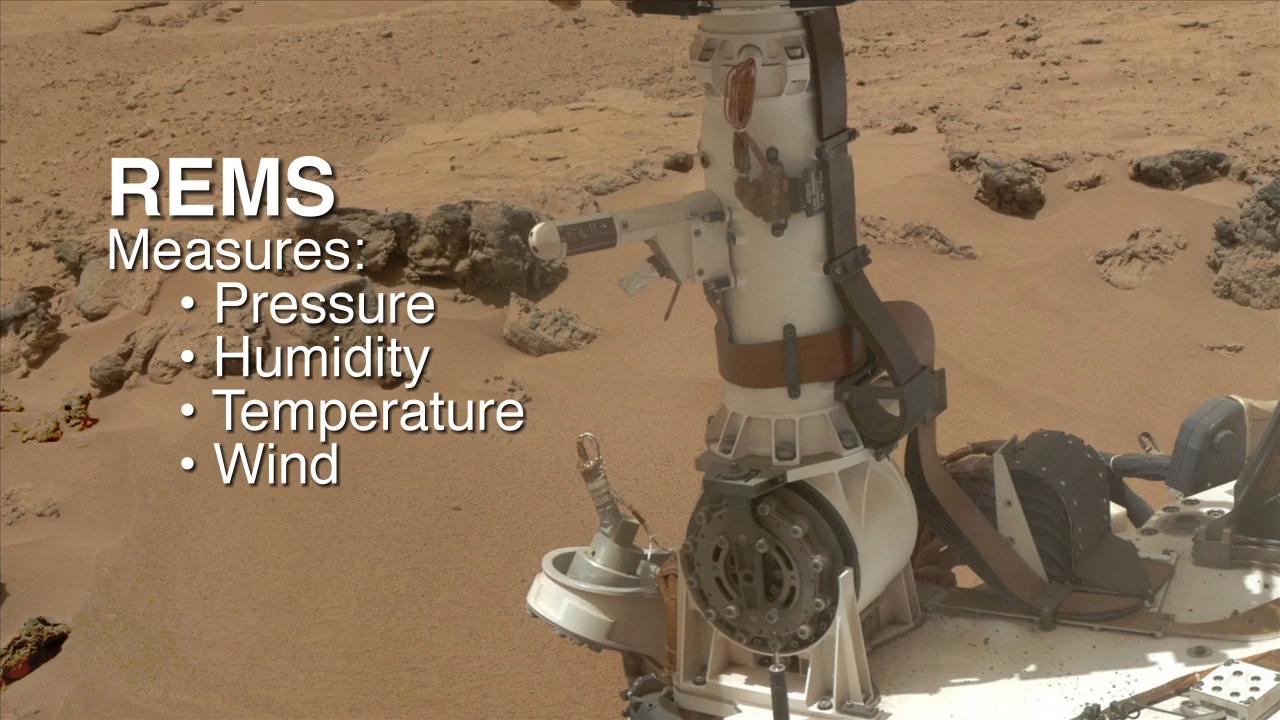 REMS
Measures:
• Pressure
• Humidity
• Temperature
• Wind